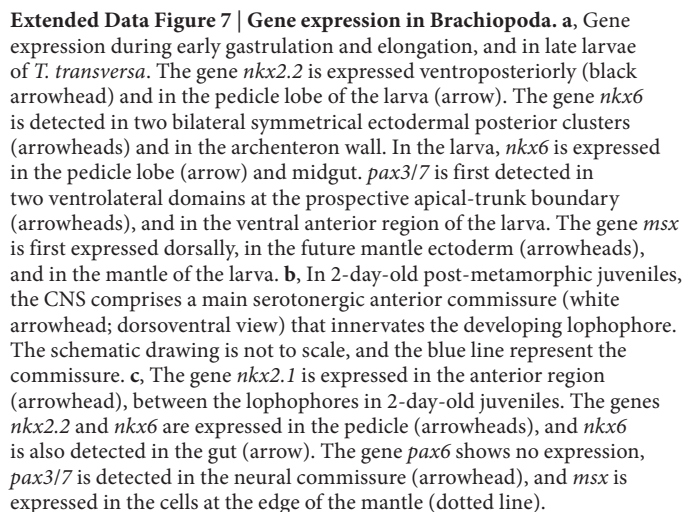 Extended Data Figure 7 | Gene expression in Brachiopoda. a, Gene
expression during early gastrulation and elongation, and in late larvae
of T. transversa. The gene nkx2.2 is expressed ventroposteriorly (black
arrowhead) and in the pedicle lobe of the larva (arrow). The gene nkx6
is detected in two bilateral symmetrical ectodermal posterior clusters
(arrowheads) and in the archenteron wall. In the larva, nkx6 is expressed
in the pedicle lobe (arrow) and midgut. pax3/7 is first detected in
two ventrolateral domains at the prospective apical-trunk boundary
(arrowheads), and in the ventral anterior region of the larva. The gene msx
is first expressed dorsally, in the future mantle ectoderm (arrowheads),
and in the mantle of the larva. b, In 2-day-old post-metamorphic juveniles,
the CNS comprises a main serotonergic anterior commissure (white
arrowhead; dorsoventral view) that innervates the developing lophophore.
The schematic drawing is not to scale, and the blue line represent the
commissure. c, The gene nkx2.1 is expressed in the anterior region
(arrowhead), between the lophophores in 2-day-old juveniles. The genes
nkx2.2 and nkx6 are expressed in the pedicle (arrowheads), and nkx6
is also detected in the gut (arrow). The gene pax6 shows no expression,
pax3/7 is detected in the neural commissure (arrowhead), and msx is
expressed in the cells at the edge of the mantle (dotted line).